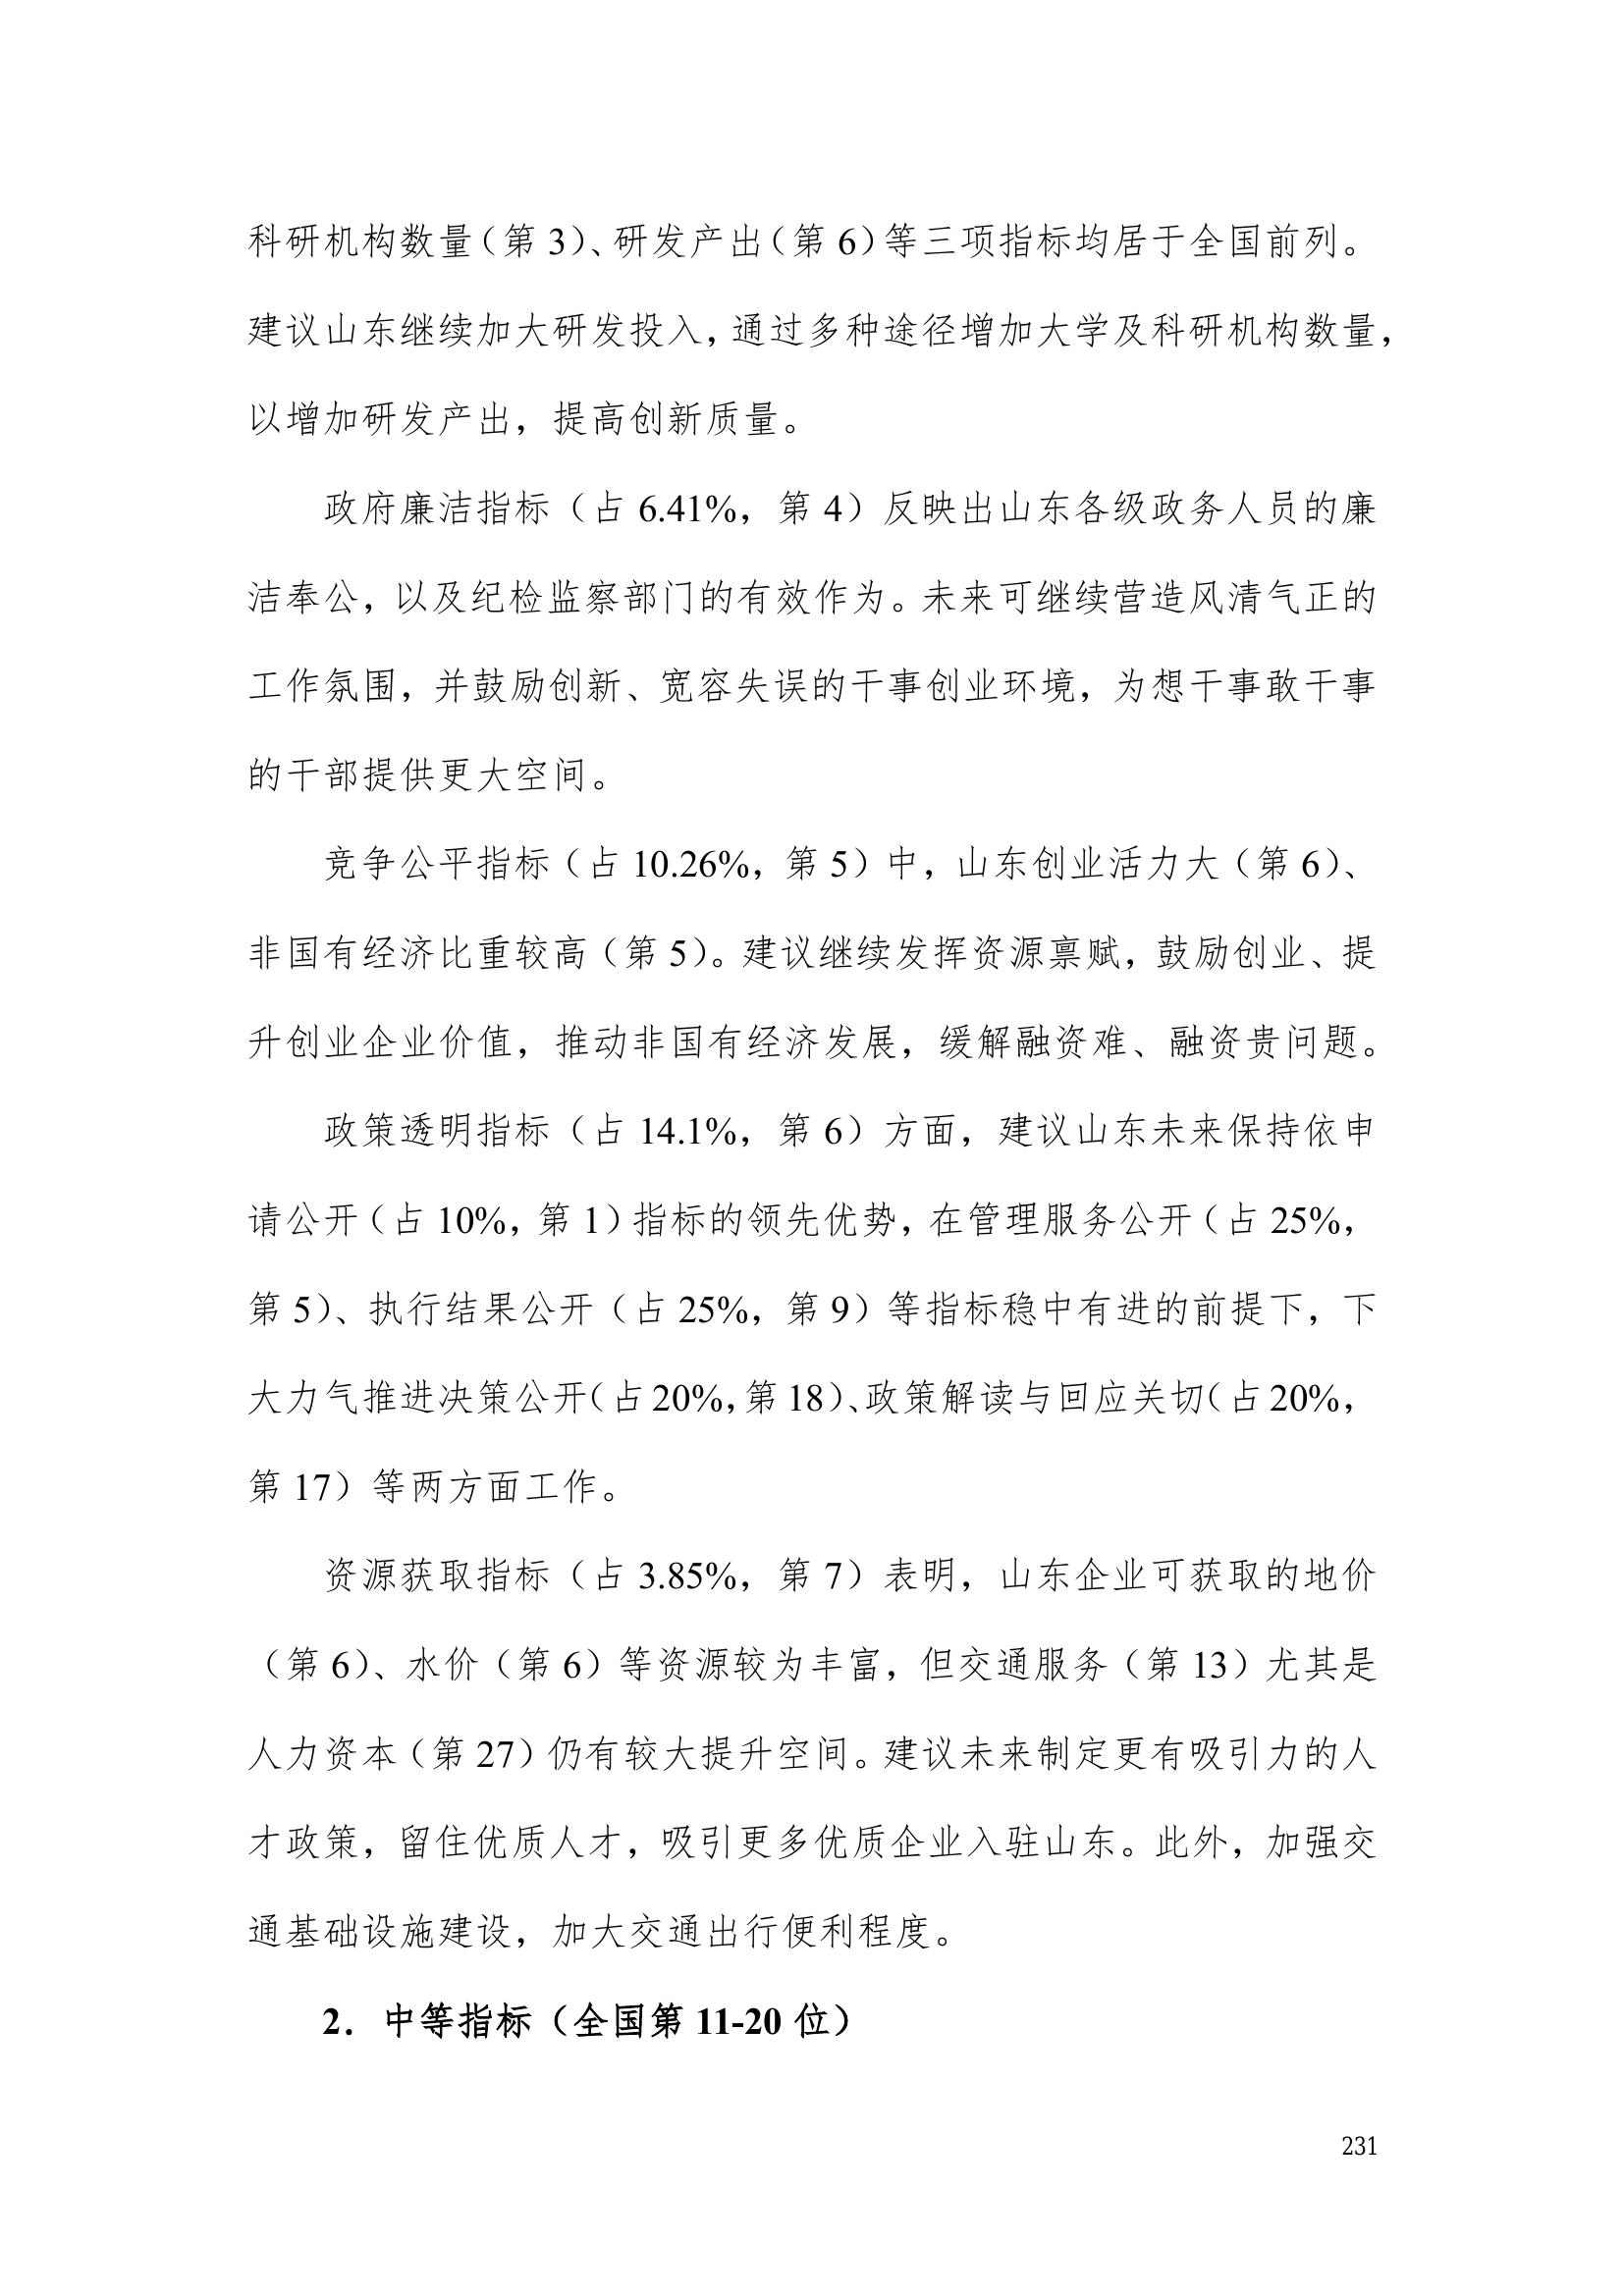 科研机构数量（第 3）、研发产出（第 6）等三项指标均居于全国前列。
建议山东继续加大研发投入，通过多种途径增加大学及科研机构数量，
以增加研发产出，提高创新质量。
政府廉洁指标（占 6.41%，第 4）反映出山东各级政务人员的廉
洁奉公，以及纪检监察部门的有效作为。未来可继续营造风清气正的
工作氛围，并鼓励创新、宽容失误的干事创业环境，为想干事敢干事
的干部提供更大空间。
竞争公平指标（占 10.26%，第 5）中，山东创业活力大（第 6）、
非国有经济比重较高（第 5）。建议继续发挥资源禀赋，鼓励创业、提
升创业企业价值，推动非国有经济发展，缓解融资难、融资贵问题。
政策透明指标（占 14.1%，第 6）方面，建议山东未来保持依申
请公开（占 10%，第 1）指标的领先优势，在管理服务公开（占 25%，
第 5）、执行结果公开（占 25%，第 9）等指标稳中有进的前提下，下
大力气推进决策公开（占 20%，第 18）、政策解读与回应关切（占 20%，
第 17）等两方面工作。
资源获取指标（占 3.85%，第 7）表明，山东企业可获取的地价
（第 6）、水价（第 6）等资源较为丰富，但交通服务（第 13）尤其是
人力资本（第 27）仍有较大提升空间。建议未来制定更有吸引力的人
才政策，留住优质人才，吸引更多优质企业入驻山东。此外，加强交
通基础设施建设，加大交通出行便利程度。
2．中等指标（全国第 11-20 位）
231